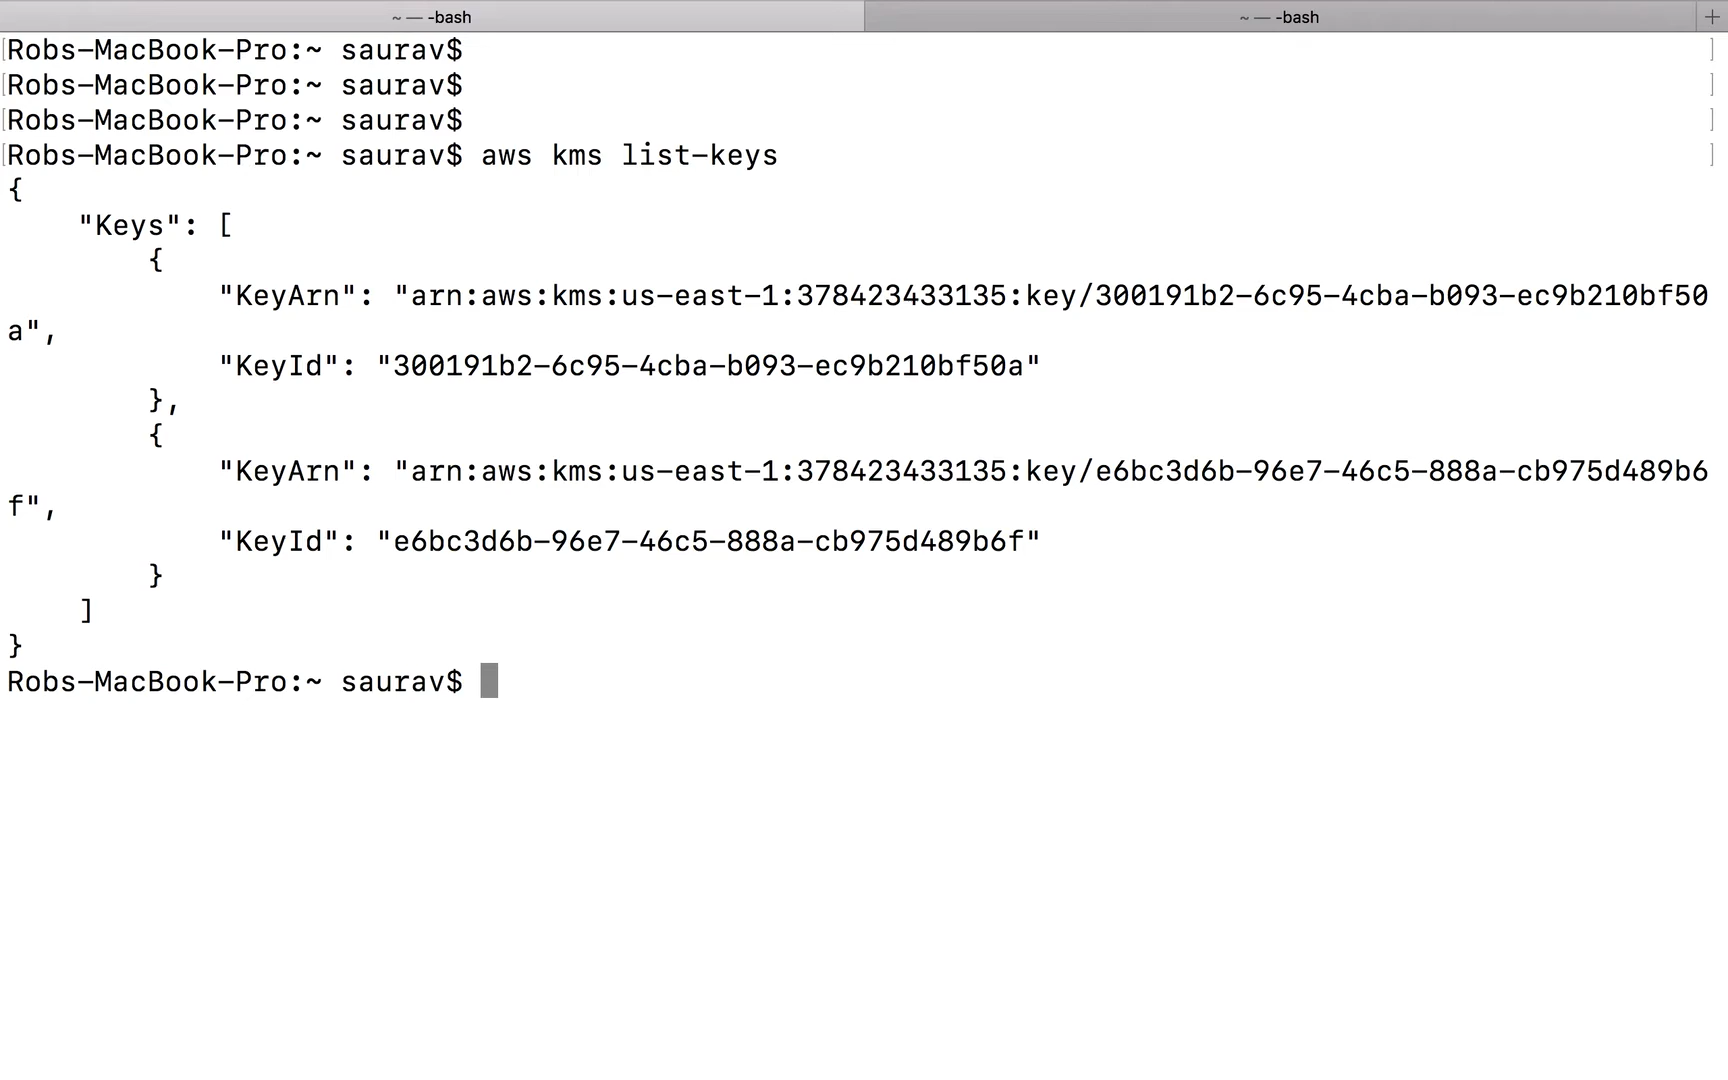 ~ — -bash ~ — -bash +
[Robs-MacBook-Pro:~ saurav$ ]
[Robs-MacBook-Pro:~ saurav$ ]
[Robs-MacBook-Pro:~ saurav$ ]
[Robs-MacBook-Pro:~ saurav$ aws kms list-keys ]
{
    "Keys": [
        {
            "KeyArn": "arn:aws:kms:us-east-1:378423433135:key/300191b2-6c95-4cba-b093-ec9b210bf50
a",
            "KeyId": "300191b2-6c95-4cba-b093-ec9b210bf50a"
        },
        {
            "KeyArn": "arn:aws:kms:us-east-1:378423433135:key/e6bc3d6b-96e7-46c5-888a-cb975d489b6
f",
            "KeyId": "e6bc3d6b-96e7-46c5-888a-cb975d489b6f"
        }
    ]
}
Robs-MacBook-Pro:~ saurav$